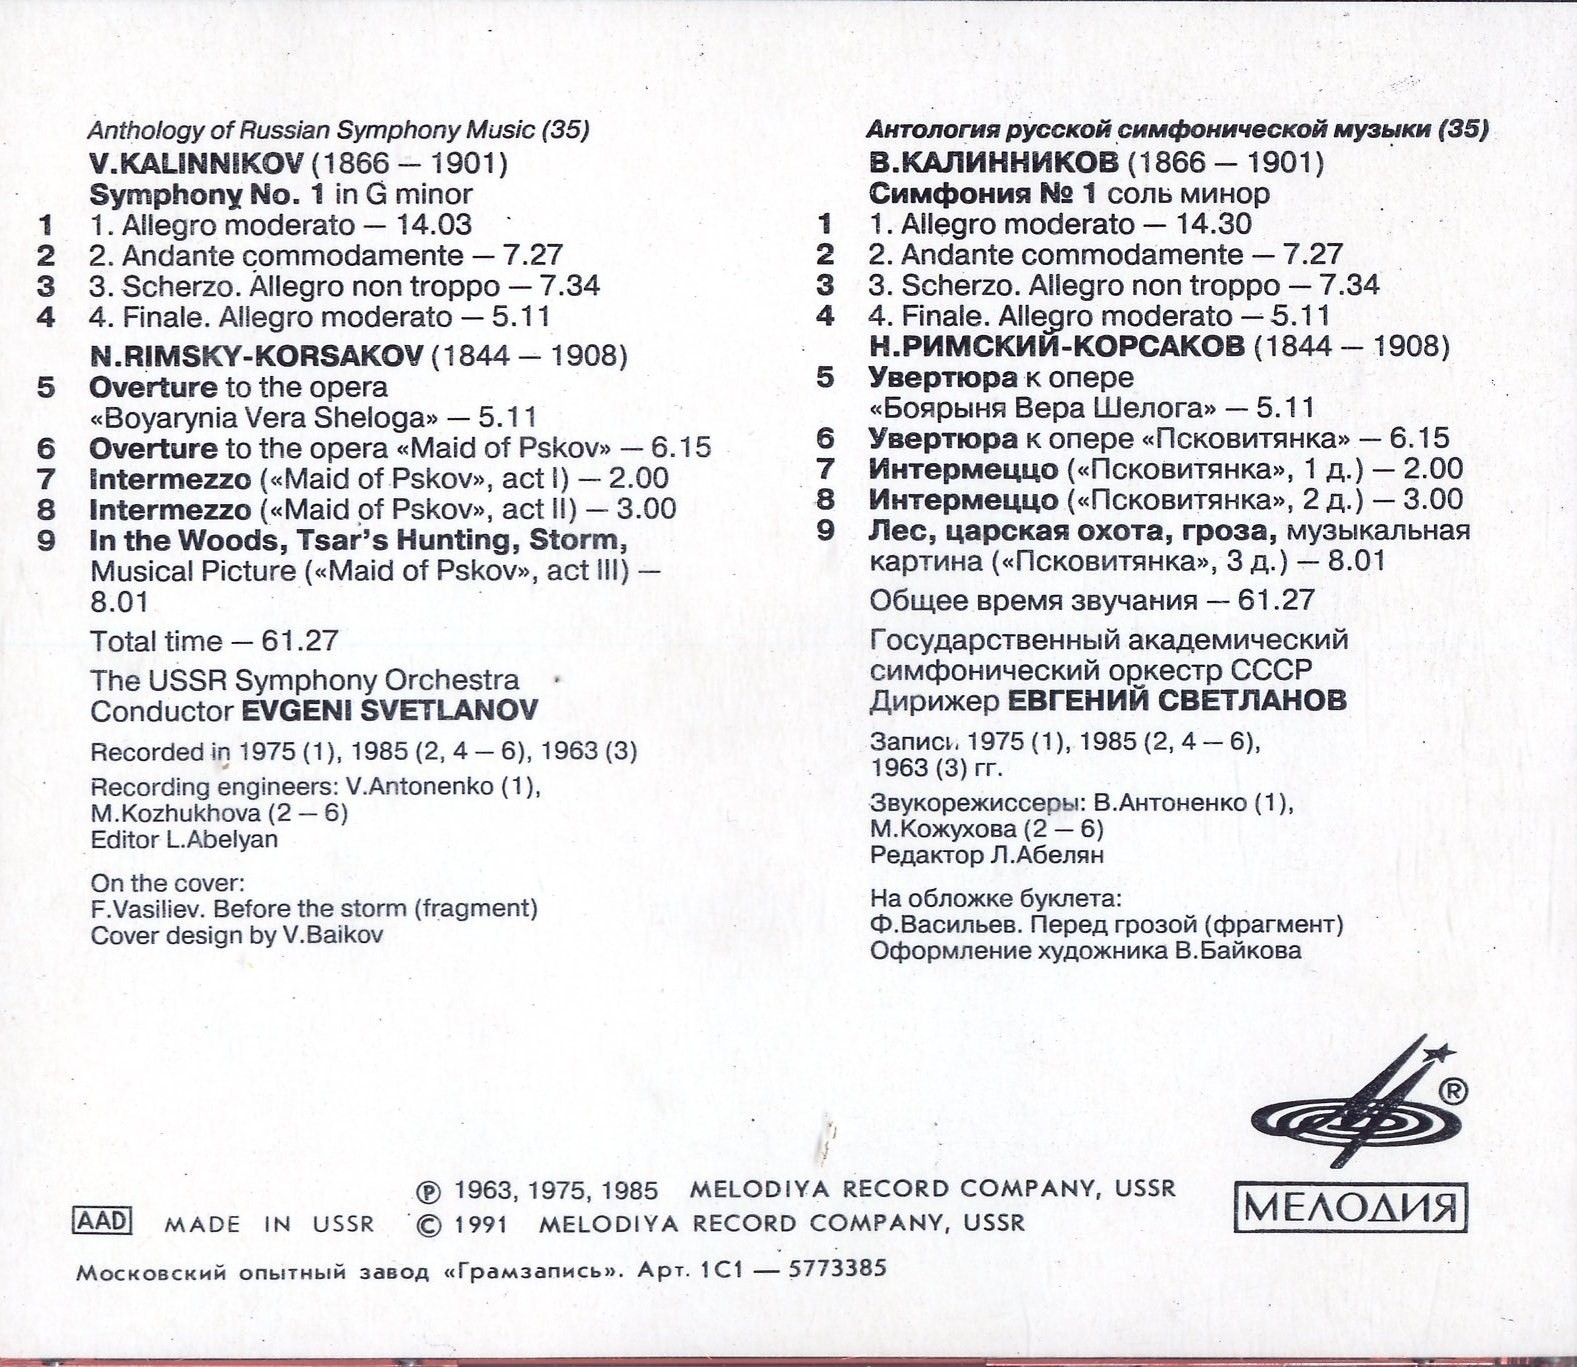 Anthology of Russian Symphony Music (35)
V.KALINNIKOV (1866 — 1901)
Symphony No. 1 in G minor
1 1. Allegro moderato — 14.03
2 2. Andante commodamente — 7.27
3 3. Scherzo. Allegro non troppo — 7.34
4 4. Finale. Allegro moderato — 5.11
N.RIMSKY-KORSAKOV (1844 — 1908)
5 Overture to the opera
«Boyarynia Vera Sheloga» — 5.11
6 Overture to the opera «Maid of Pskov» — 6.15
7 Intermezzo («Maid of Pskov», act I) — 2.00
8 Intermezzo («Maid of Pskov», act II) — 3.00
9 In the Woods, Tsar's Hunting, Storm,
Musical Picture («Maid of Pskov», act III) —
8.01
Total time — 61.27
The USSR Symphony Orchestra
Conductor EVGENI SVETLANOV
Recorded in 1975 (1), 1985 (2, 4 — 6), 1963 (3)
Recording engineers: V.Antonenko (1),
M.Kozhukhova (2 — 6)
Editor L.Abelyan
On the cover:
F.Vasiliev. Before the storm (fragment)
Cover design by V.Baikov
Антология русской симфонической музыки (35)
В.КАЛИННИКОВ (1866 — 1901)
Симфония № 1 соль минор
1 1. Allegro moderato — 14.30
2 2. Andante commodamente — 7.27
3 3. Scherzo. Allegro non troppo — 7.34
4 4. Finale. Allegro moderato — 5.11
Н.РИМСКИЙ-КОРСАКОВ (1844 — 1908)
5 Увертюра к опере
«Боярыня Вера Шелога» — 5.11
6 Увертюра к опере «Псковитянка» — 6.15
7 Интермеццо («Псковитянка», 1 д.) — 2.00
8 Интермеццо («Псковитянка», 2 д.) — 3.00
9 Лес, царская охота, гроза, музыкальная
картина («Псковитянка», 3 д.) — 8.01
Общее время звучания — 61.27
Государственный академический
симфонический оркестр СССР
Дирижер ЕВГЕНИЙ СВЕТЛАНОВ
Записи 1975 (1), 1985 (2, 4 — 6),
1963 (3) гг.
Звукорежиссеры: В.Антоненко (1),
М.Кожухова (2 — 6)
Редактор Л.Абелян
На обложке буклета:
Ф.Васильев. Перед грозой (фрагмент)
Оформление художника В.Байкова
®
МЕЛОДИЯ
℗ 1963, 1975, 1985 MELODIYA RECORD COMPANY, USSR
AAD MADE IN USSR © 1991 MELODIYA RECORD COMPANY, USSR
Московский опытный завод «Грамзапись». Арт. 1С1 — 5773385